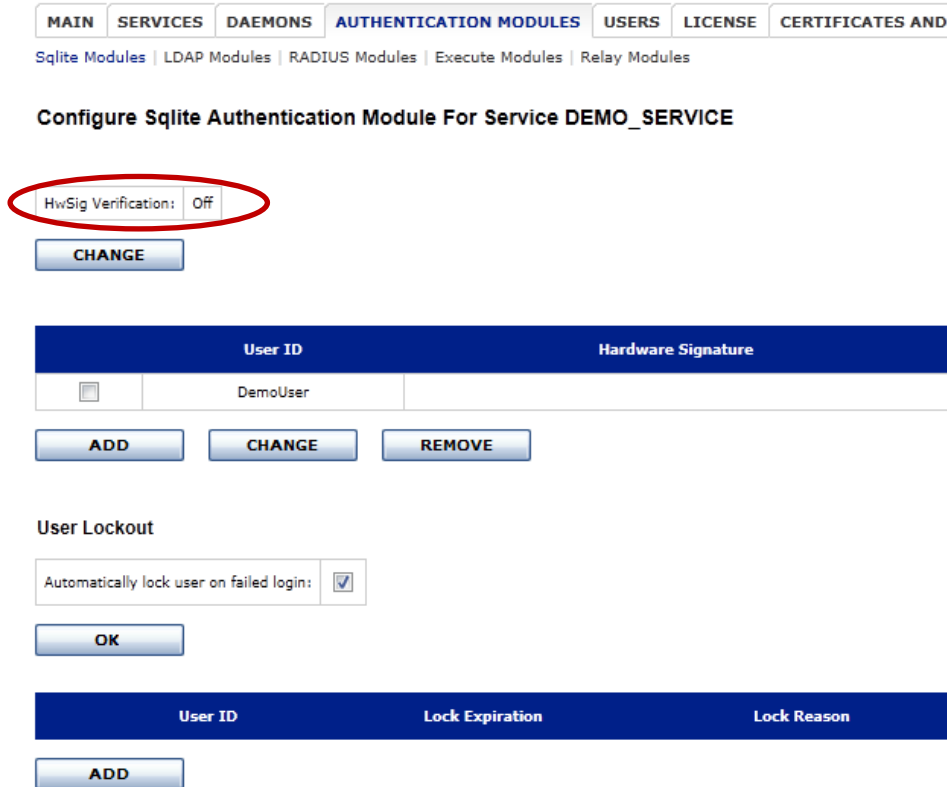 MAIN SERVICES DAEMONS AUTHENTICATION MODULES USERS LICENSE CERTIFICATES AND
Sqlite Modules | LDAP Modules | RADIUS Modules | Execute Modules | Relay Modules
Configure Sqlite Authentication Module For Service DEMO_SERVICE
HwSig Verification: Off
CHANGE
User ID Hardware Signature
DemoUser
ADD CHANGE REMOVE
User Lockout
Automatically lock user on failed login:
OK
User ID Lock Expiration Lock Reason
ADD